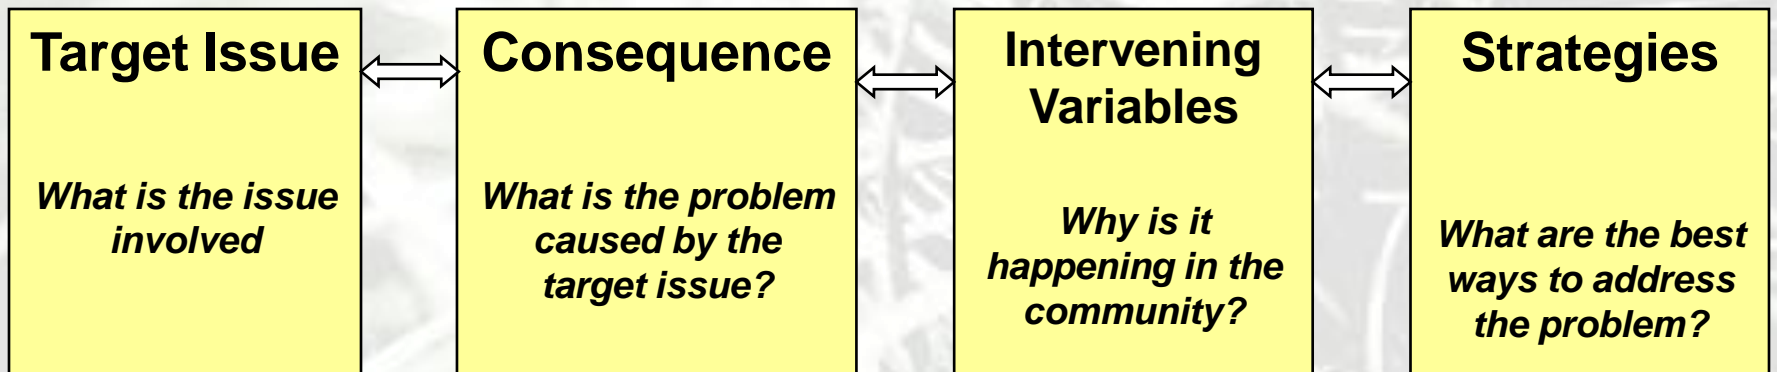 Target Issue
What is the issue
involved
Consequence
What is the problem
caused by the
target issue?
Intervening
Variables
Why is it
happening in the
community?
Strategies
What are the best
ways to address
the problem?